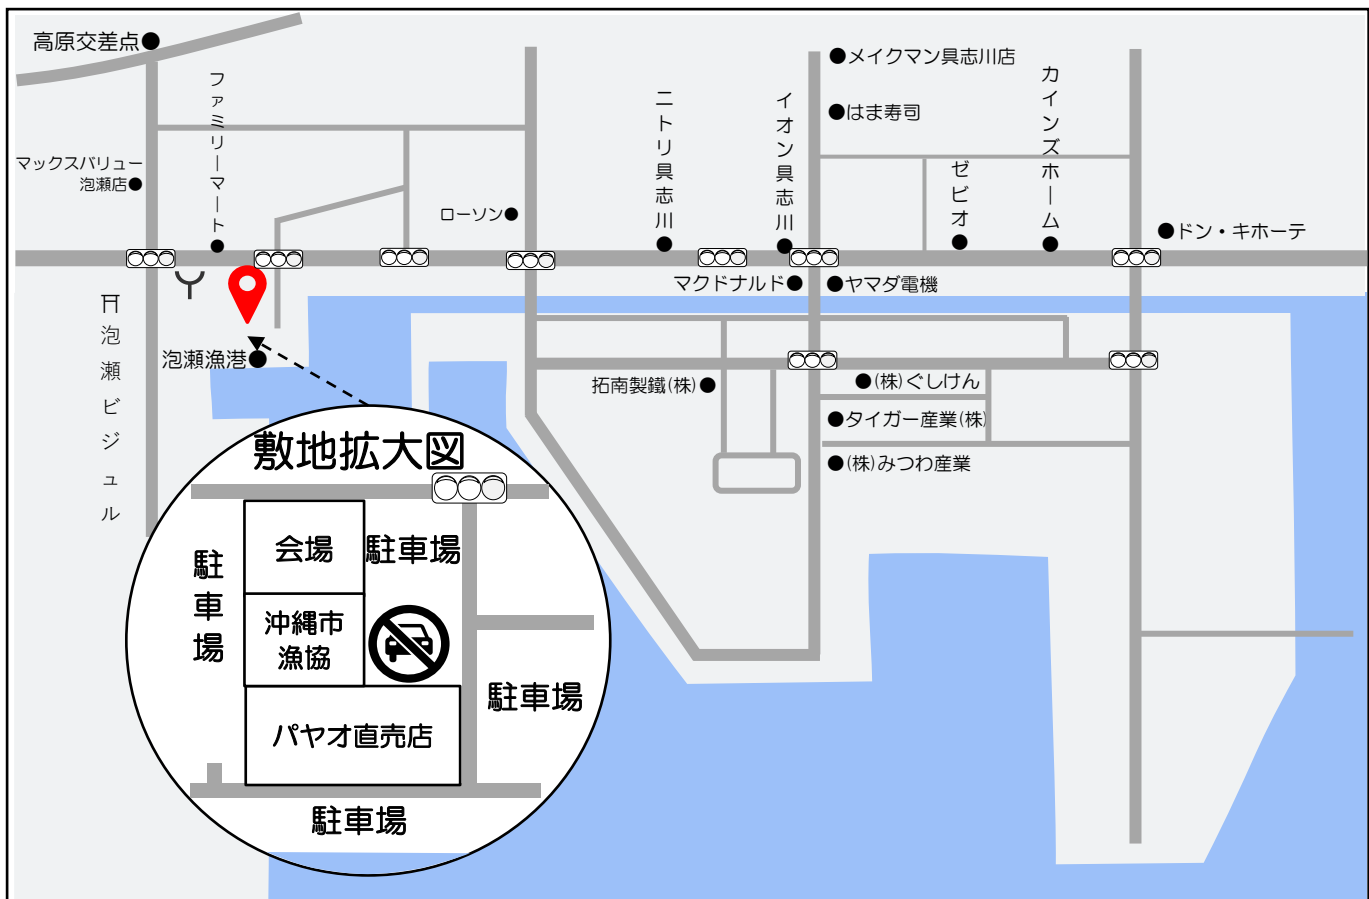 高原交差点
ファミリーマート
マックスバリュー
泡瀬店
ローソン
ニトリ具志川
イオン具志川
メイクマン具志川店
はま寿司
ゼビオ
カインズホーム
ドン・キホーテ
マクドナルド
ヤマダ電機
泡瀬ビジュル
泡瀬漁港
拓南製鐵(株)
(株)ぐしけん
タイガー産業(株)
(株)みつわ産業
敷地拡大図
会場
駐車場
駐車場
沖縄市
漁協
駐車場
パヤオ直売店
駐車場